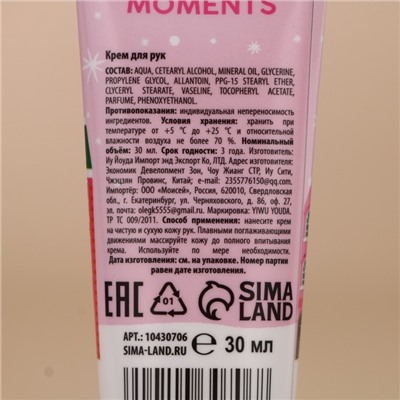 MOMENTS
Крем для рук
СОСТАВ: AQUA, CETEARYL ALCOHOL, MINERAL OIL, GLYCERINE,
PROPYLENE GLYCOL, ALLANTOIN, PPG-15 STEARYL ETHER,
GLYCERYL STEARATE, VASELINE, TOCOPHERYL ACETATE,
PARFUME, PHENOXYETHANOL.
Противопоказания: индивидуальная непереносимость
ингредиентов. Условия хранения: хранить при
температуре от +5 °C до +25 °C и относительной
влажности воздуха не более 70 %. Номинальный
объём: 30 мл. Срок годности: 3 года. Изготовитель:
Иу Йоуда Импорт энд Экспорт Ко, ЛТД. Адрес изготовителя:
Экономик Девелопмент Зон, Чоу Жианг СТР, Иу Сити,
Чжэцзян Провинс, Китай, e-mail: 2355776150@qq.com.
Импортёр: ООО «Моисей», Россия, 620010, Свердловская
обл., г. Екатеринбург, ул. Черняховского, д. 86, оф. 27,
эл. почта: olegk5555@gmail.ru. Маркировка: YIWU YOUDA.
ТР ТС 009/2011. Способ применения: нанесите крем
на чистую и сухую кожу рук. Плавными поглаживающими
движениями массируйте кожу до полного впитывания
крема. Используйте по мере необходимости.
Дата изготовления: см. на упаковке. Номер партии
равен дате изготовления.
EAC 01 SIMA
LAND
АРТ.: 10430706
SIMA-LAND.RU
℮ 30 мл